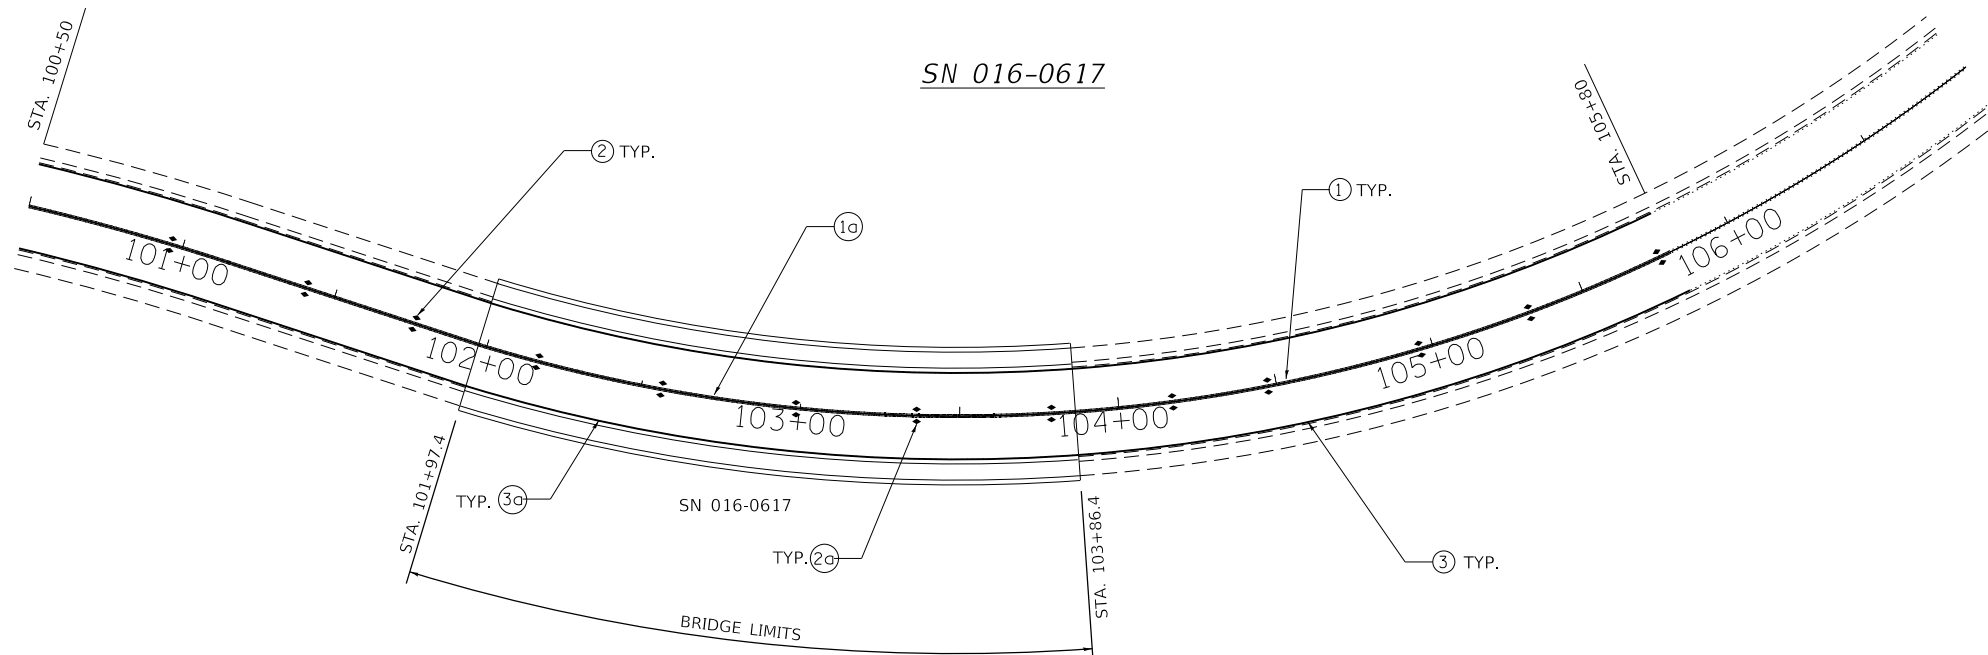 STA. 100+50
SN 016-0617
STA. 105+80
2 TYP.
1 TYP.
1a
101+00
102+00
103+00
104+00
105+00
106+00
STA. 101+97.4
TYP. 3a
SN 016-0617
TYP. 2a
STA. 103+86.4
3 TYP.
BRIDGE LIMITS